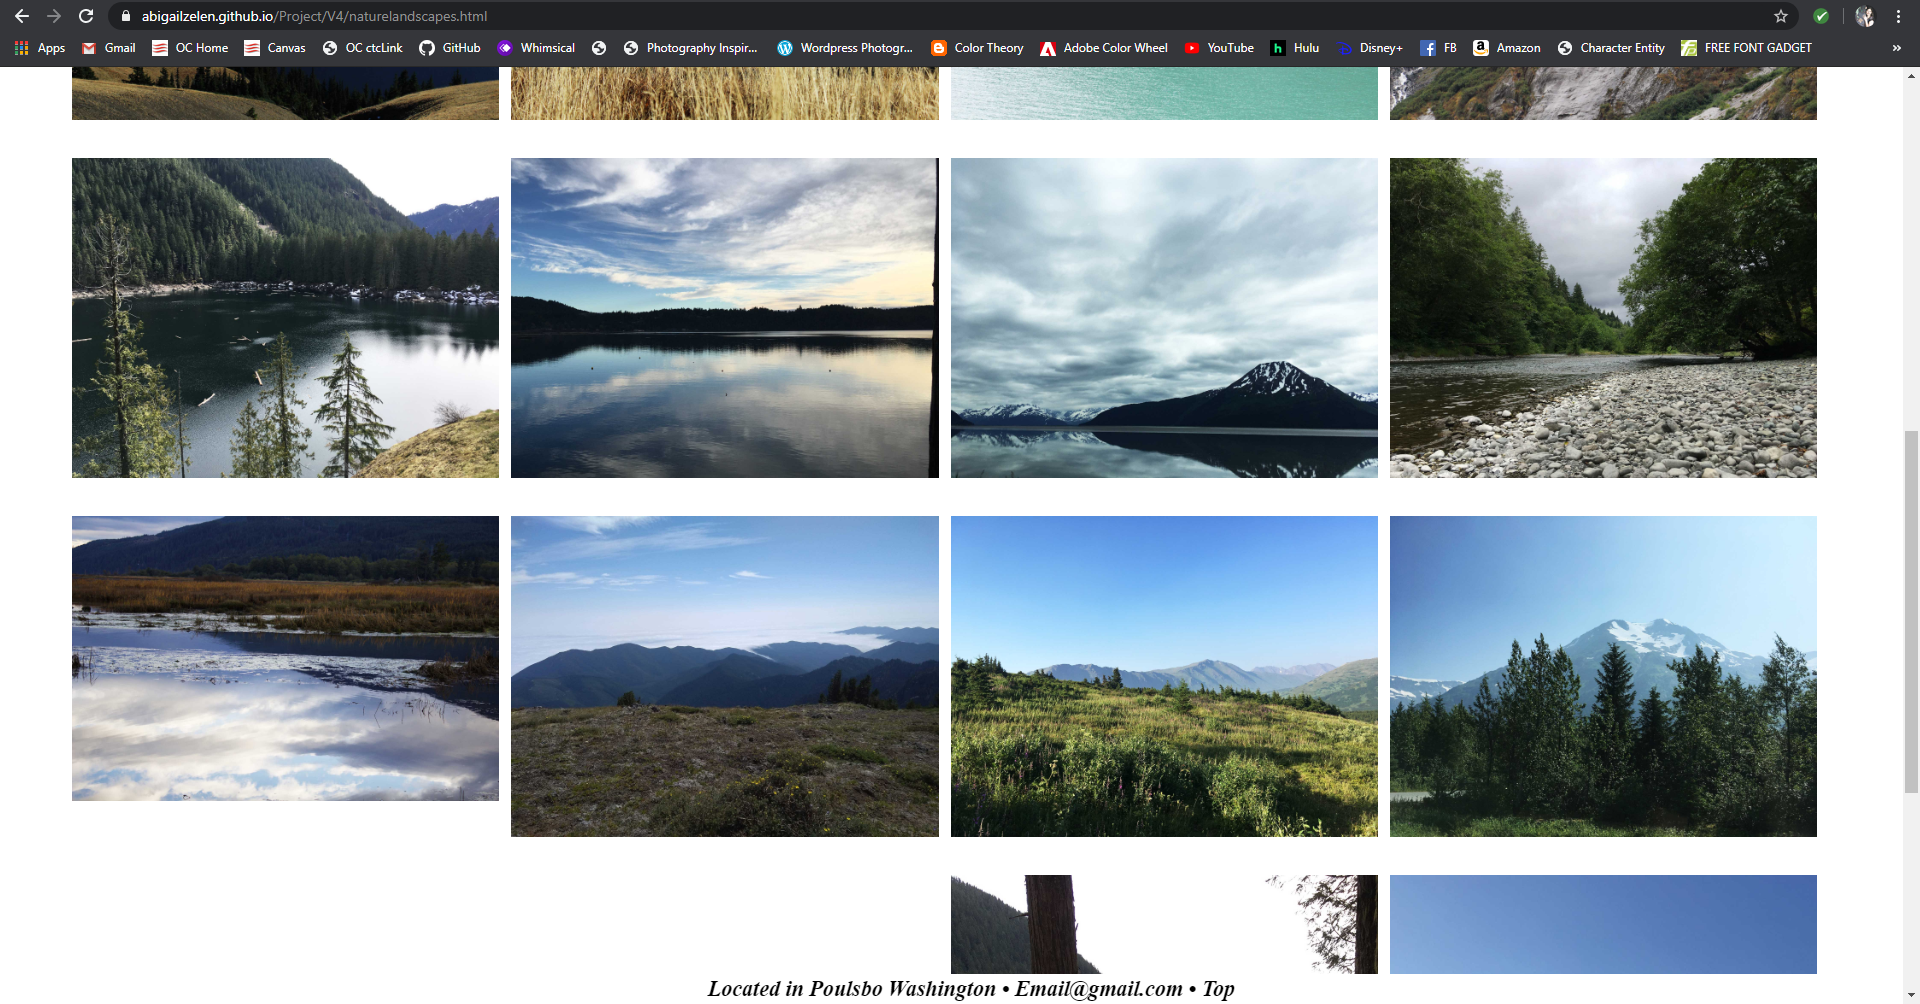 abigailzelen.github.io/Project/V4/naturelandscapes.html
Apps Gmail OC Home Canvas OC ctcLink GitHub Whimsical Photography Inspir... Wordpress Photogr... Color Theory Adobe Color Wheel YouTube h Hulu Disney+ FB Amazon Character Entity FREE FONT GADGET »
Located in Poulsbo Washington • Email@gmail.com • Top